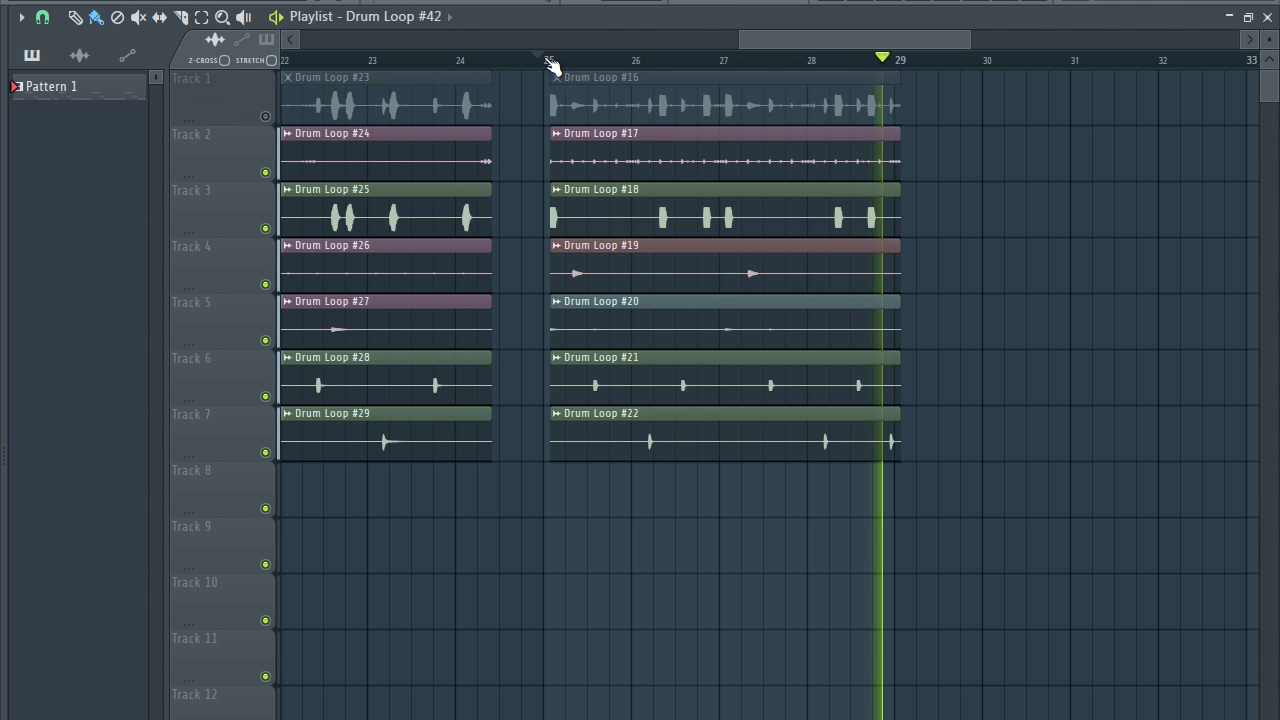 Playlist - Drum Loop #42
Z-CROSS STRETCH
22 23 24 26 27 28 29 30 31 32 33
Pattern 1
Track 1 Drum Loop #23 Drum Loop #16
Track 2 Drum Loop #24 Drum Loop #17
Track 3 Drum Loop #25 Drum Loop #18
Track 4 Drum Loop #26 Drum Loop #19
Track 5 Drum Loop #27 Drum Loop #20
Track 6 Drum Loop #28 Drum Loop #21
Track 7 Drum Loop #29 Drum Loop #22
Track 8
Track 9
Track 10
Track 11
Track 12